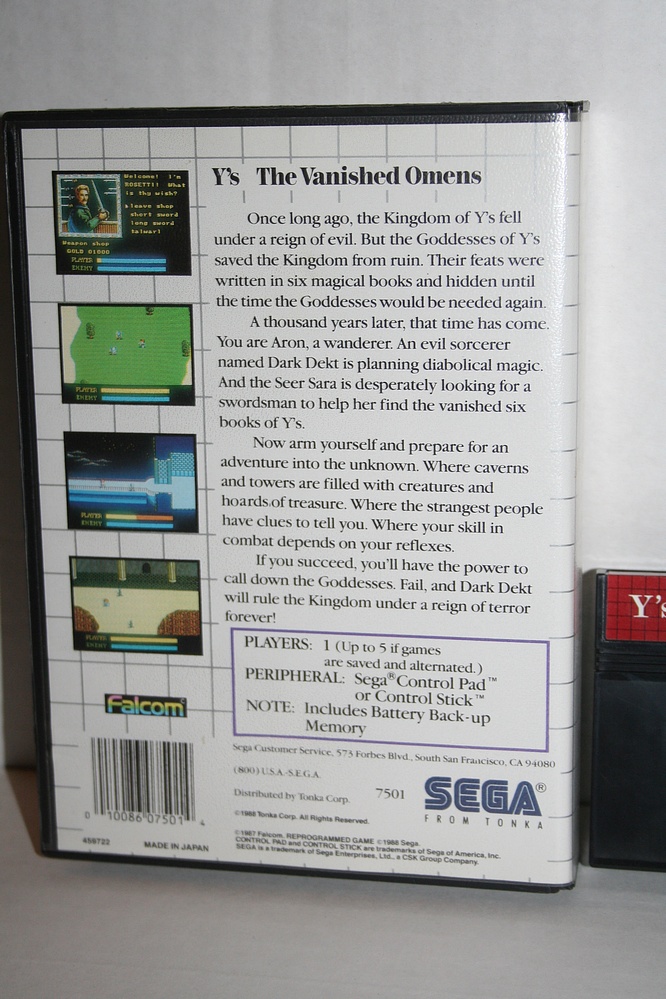 Y's The Vanished Omens
Once long ago, the Kingdom of Y's fell
under a reign of evil. But the Goddesses of Y's
saved the Kingdom from ruin. Their feats were
written in six magical books and hidden until
the time the Goddesses would be needed again.
A thousand years later, that time has come.
You are Aron, a wanderer. An evil sorcerer
named Dark Dekt is planning diabolical magic.
And the Seer Sara is desperately looking for a
swordsman to help her find the vanished six
books of Y's.
Now arm yourself and prepare for an
adventure into the unknown. Where caverns
and towers are filled with creatures and
hoards of treasure. Where the strangest people
have clues to tell you. Where your skill in
combat depends on your reflexes.
If you succeed, you'll have the power to
call down the Goddesses. Fail, and Dark Dekt
will rule the Kingdom under a reign of terror
forever!
PLAYERS: 1 (Up to 5 if games
are saved and alternated.)
PERIPHERAL: Sega® Control Pad™
or Control Stick™
NOTE: Includes Battery Back-up
Memory
Sega Customer Service, 573 Forbes Blvd., South San Francisco, CA 94080
(800) U.S.A.-S.E.G.A.
Distributed by Tonka Corp. 7501
SEGA®
FROM TONKA
©1988 Tonka Corp. All Rights Reserved.
©1987 Falcom. REPROGRAMMED GAME ©1988 Sega.
CONTROL PAD and CONTROL STICK are trademarks of Sega of America, Inc.
SEGA is a trademark of Sega Enterprises, Ltd., a CSK Group Company.
Welcome! I'm
ROSETTI! What
is thy wish?
leave shop
short sword
long sword
talwar!
Weapon shop
GOLD 01000
PLAYER
ENEMY
PLAYER
ENEMY
PLAYER
ENEMY
PLAYER
ENEMY
Falcom
0 10086 07501 4
459722 MADE IN JAPAN
Y's